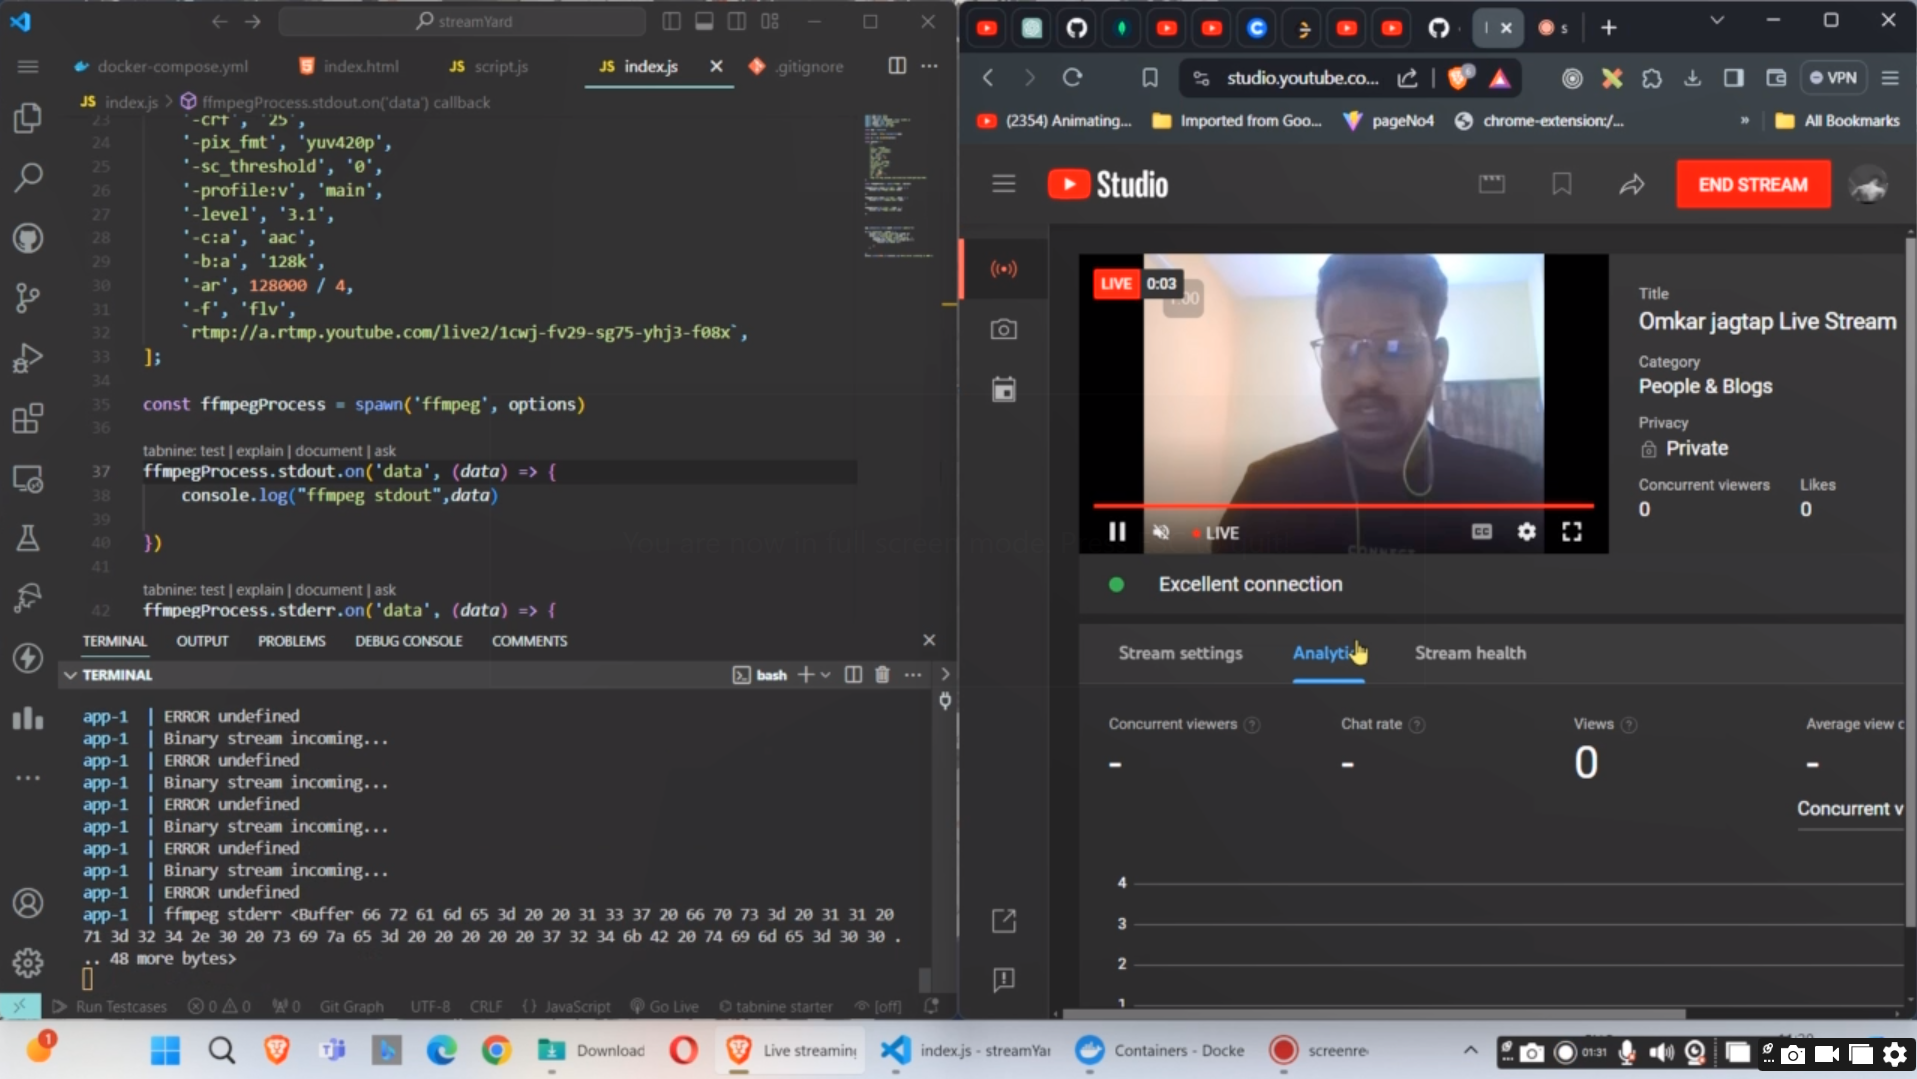 streamYard
docker-compose.yml
index.html
JS script.js
JS index.js
.gitignore
JS index.js > ffmpegProcess.stdout.on('data') callback
23 '-crf', '25',
24 '-pix_fmt', 'yuv420p',
25 '-sc_threshold', '0',
26 '-profile:v', 'main',
27 '-level', '3.1',
28 '-c:a', 'aac',
29 '-b:a', '128k',
30 '-ar', 128000 / 4,
31 '-f', 'flv',
32 `rtmp://a.rtmp.youtube.com/live2/1cwj-fv29-sg75-yhj3-f08x`,
33 ];
34
35 const ffmpegProcess = spawn('ffmpeg', options)
36
tabnine: test | explain | document | ask
37 ffmpegProcess.stdout.on('data', (data) => {
38 console.log("ffmpeg stdout",data)
39
40 })
41
tabnine: test | explain | document | ask
42 ffmpegProcess.stderr.on('data', (data) => {
TERMINAL OUTPUT PROBLEMS DEBUG CONSOLE COMMENTS
TERMINAL
bash
app-1 | ERROR undefined
app-1 | Binary stream incoming...
app-1 | ERROR undefined
app-1 | Binary stream incoming...
app-1 | ERROR undefined
app-1 | Binary stream incoming...
app-1 | ERROR undefined
app-1 | Binary stream incoming...
app-1 | ERROR undefined
app-1 | ffmpeg stderr <Buffer 66 72 61 6d 65 3d 20 20 31 33 37 20 66 70 73 3d 20 31 31 20
71 3d 32 34 2e 30 20 73 69 7a 65 3d 20 20 20 20 20 37 32 34 6b 42 20 74 69 6d 65 3d 30 30 .
.. 48 more bytes>
Run Testcases 0 0 0 Git Graph UTF-8 CRLF {} JavaScript Go Live tabnine starter [off]
s
studio.youtube.co...
VPN
(2354) Animating...
Imported from Goo...
pageNo4
chrome-extension:/...
»
All Bookmarks
Studio
END STREAM
LIVE 0:03
LIVE
CC
You are now in full screen mode.
Title
Omkar jagtap Live Stream
Category
People & Blogs
Privacy
Private
Concurrent viewers Likes
0 0
Excellent connection
Stream settings
Stream health
Concurrent viewers ?
-
Chat rate ?
-
Views ?
0
Average view
-
Concurrent v
4
3
2
1
1
Download
Live streaming
index.js - streamYar
Containers - Docke
screenre
01:31